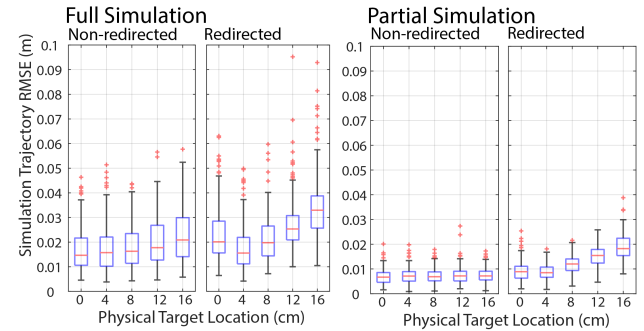 Full Simulation Partial Simulation
Non-redirected Redirected Non-redirected Redirected
Simulation Trajectory RMSE (m)
0.1 0.1
0.09 0.09
0.08 0.08
0.07 0.07
0.06 0.06
0.05 0.05
0.04 0.04
0.03 0.03
0.02 0.02
0.01 0.01
0 0
0 4 8 12 16 0 4 8 12 16 0 4 8 12 16 0 4 8 12 16
Physical Target Location (cm) Physical Target Location (cm)